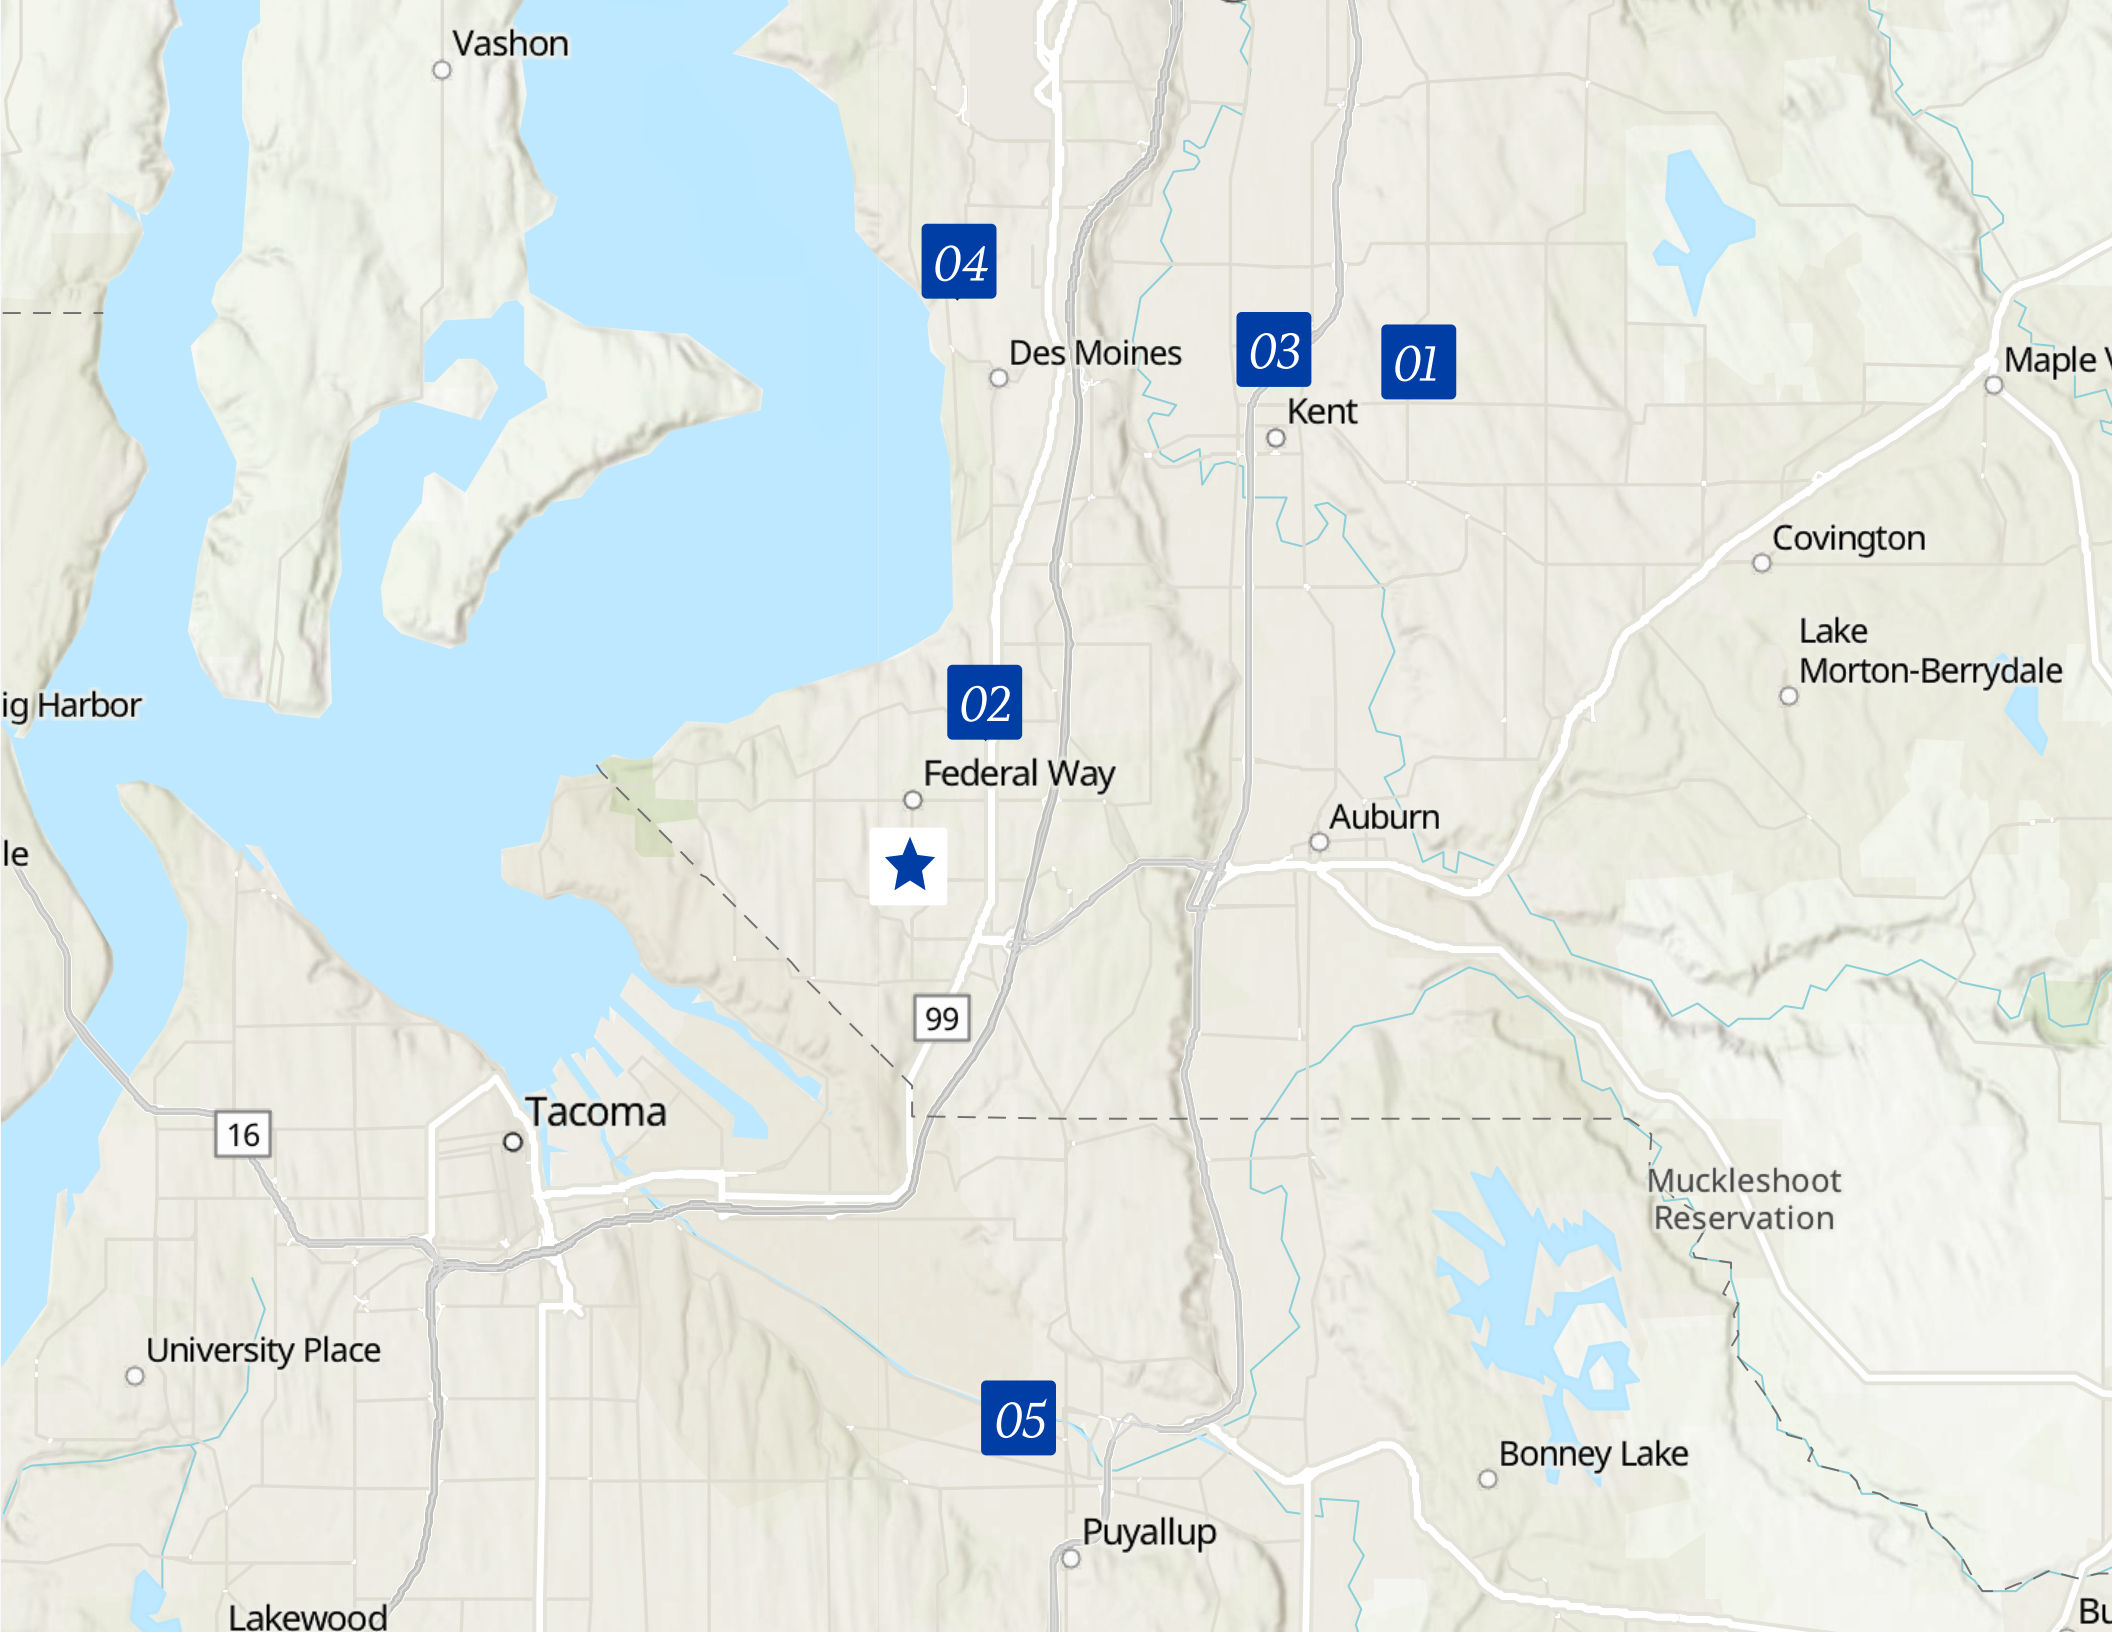 Vashon
04
Des Moines
03
01
Maple V
Kent
Covington
Lake
Morton-Berrydale
ig Harbor
02
Federal Way
Auburn
le
99
Tacoma
16
Muckleshoot
Reservation
University Place
05
Bonney Lake
Puyallup
Lakewood
Bu